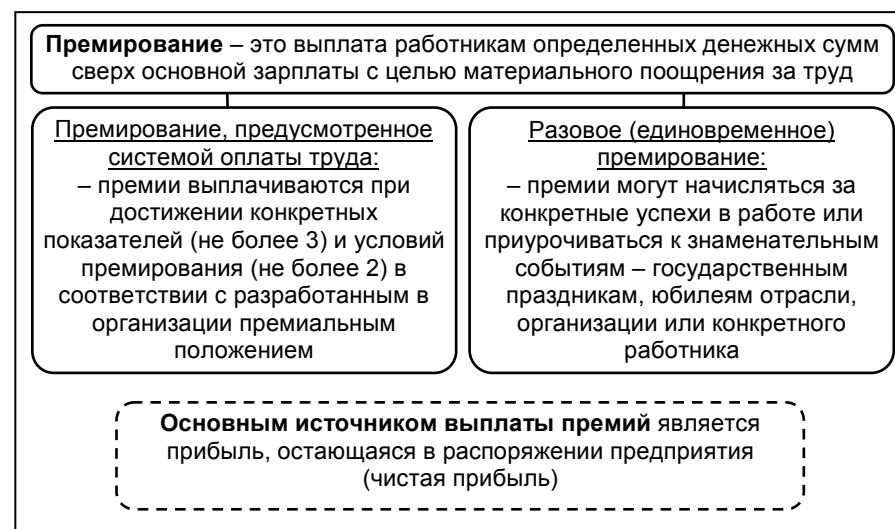 Премирование – это выплата работникам определенных денежных сумм
сверх основной зарплаты с целью материального поощрения за труд
Премирование, предусмотренное
системой оплаты труда:
– премии выплачиваются при
достижении конкретных
показателей (не более 3) и условий
премирования (не более 2) в
соответствии с разработанным в
организации премиальным
положением
Разовое (единовременное)
премирование:
– премии могут начисляться за
конкретные успехи в работе или
приурочиваться к знаменательным
событиям – государственным
праздникам, юбилеям отрасли,
организации или конкретного
работника
Основным источником выплаты премий является
прибыль, остающаяся в распоряжении предприятия
(чистая прибыль)